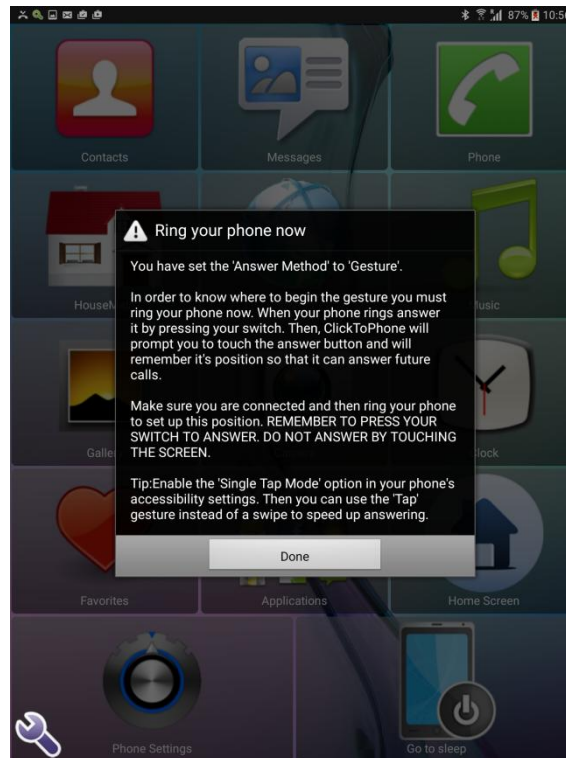 87% 10:56
Contacts
Messages
Phone
Ring your phone now
You have set the 'Answer Method' to 'Gesture'.
In order to know where to begin the gesture you must
ring your phone now. When your phone rings answer
it by pressing your switch. Then, ClickToPhone will
prompt you to touch the answer button and will
remember it's position so that it can answer future
calls.
Make sure you are connected and then ring your phone
to set up this position. REMEMBER TO PRESS YOUR
SWITCH TO ANSWER. DO NOT ANSWER BY TOUCHING
THE SCREEN.
Tip:Enable the 'Single Tap Mode' option in your phone's
accessibility settings. Then you can use the 'Tap'
gesture instead of a swipe to speed up answering.
Done
Favorites
Applications
Home Screen
Phone Settings
Go to sleep